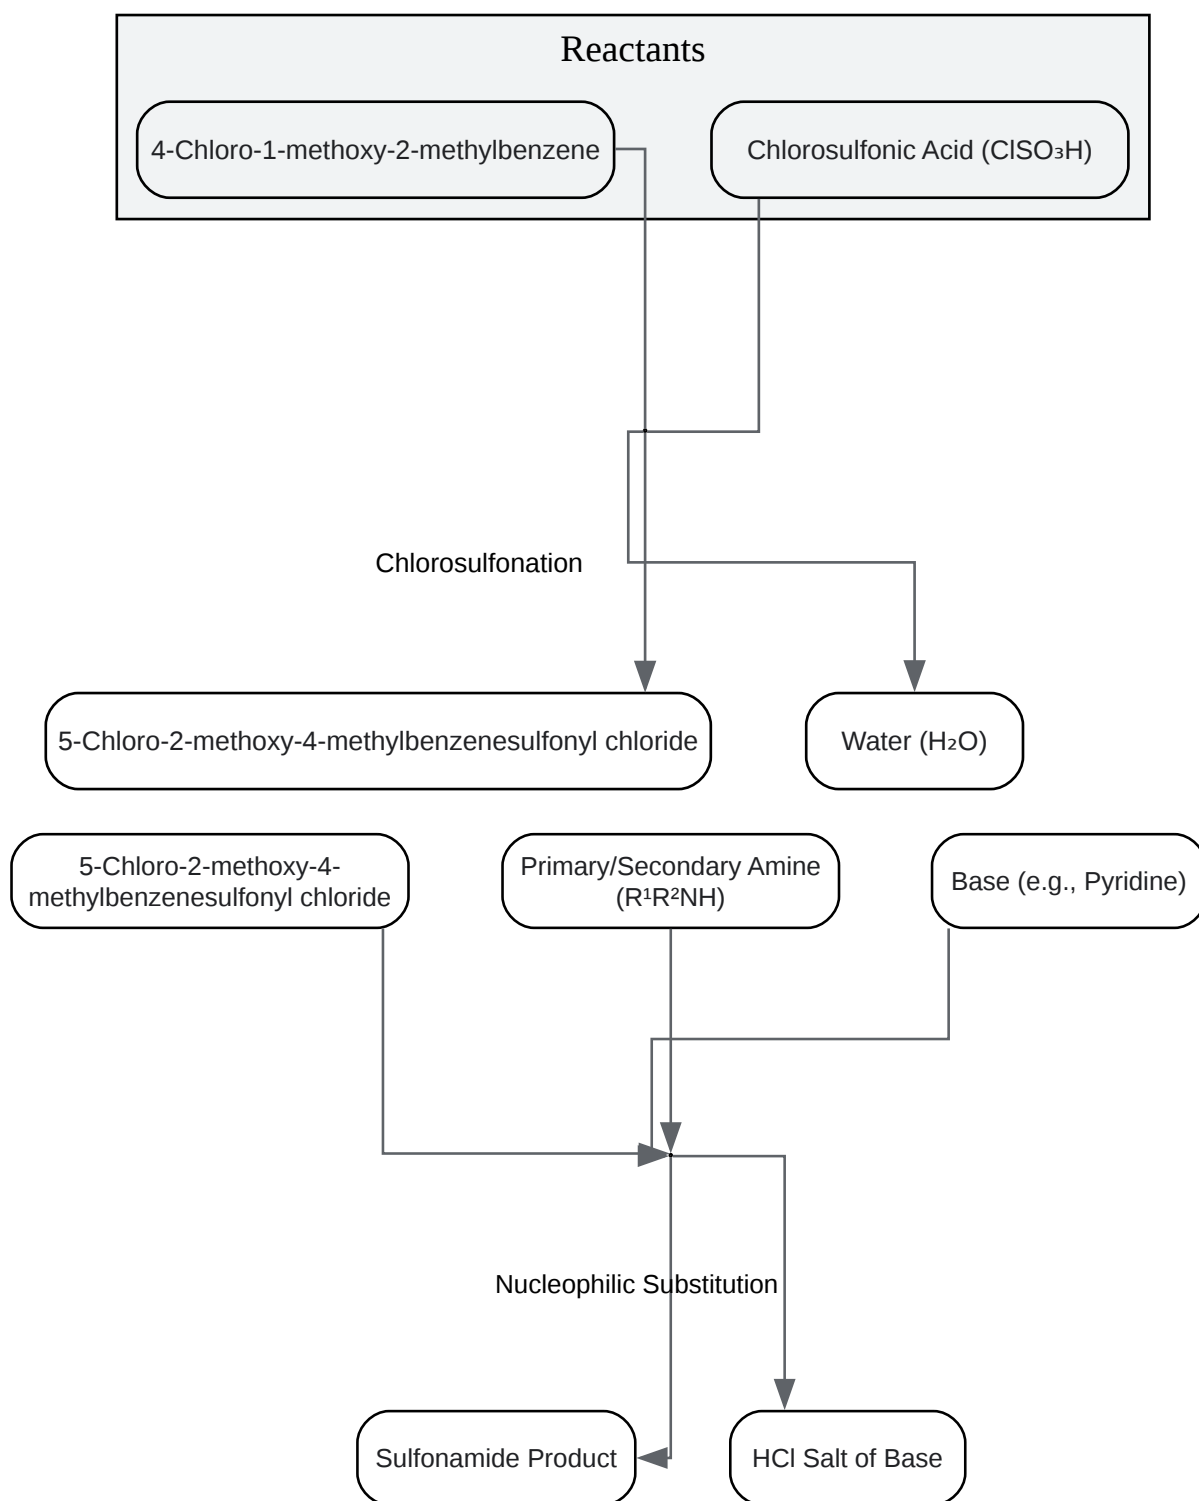 Reactants
4-Chloro-1-methoxy-2-methylbenzene
Chlorosulfonic Acid (ClSO₃H)
Chlorosulfonation
5-Chloro-2-methoxy-4-methylbenzenesulfonyl chloride
Water (H₂O)
5-Chloro-2-methoxy-4-
methylbenzenesulfonyl chloride
Primary/Secondary Amine
(R¹R²NH)
Base (e.g., Pyridine)
Nucleophilic Substitution
Sulfonamide Product
HCl Salt of Base